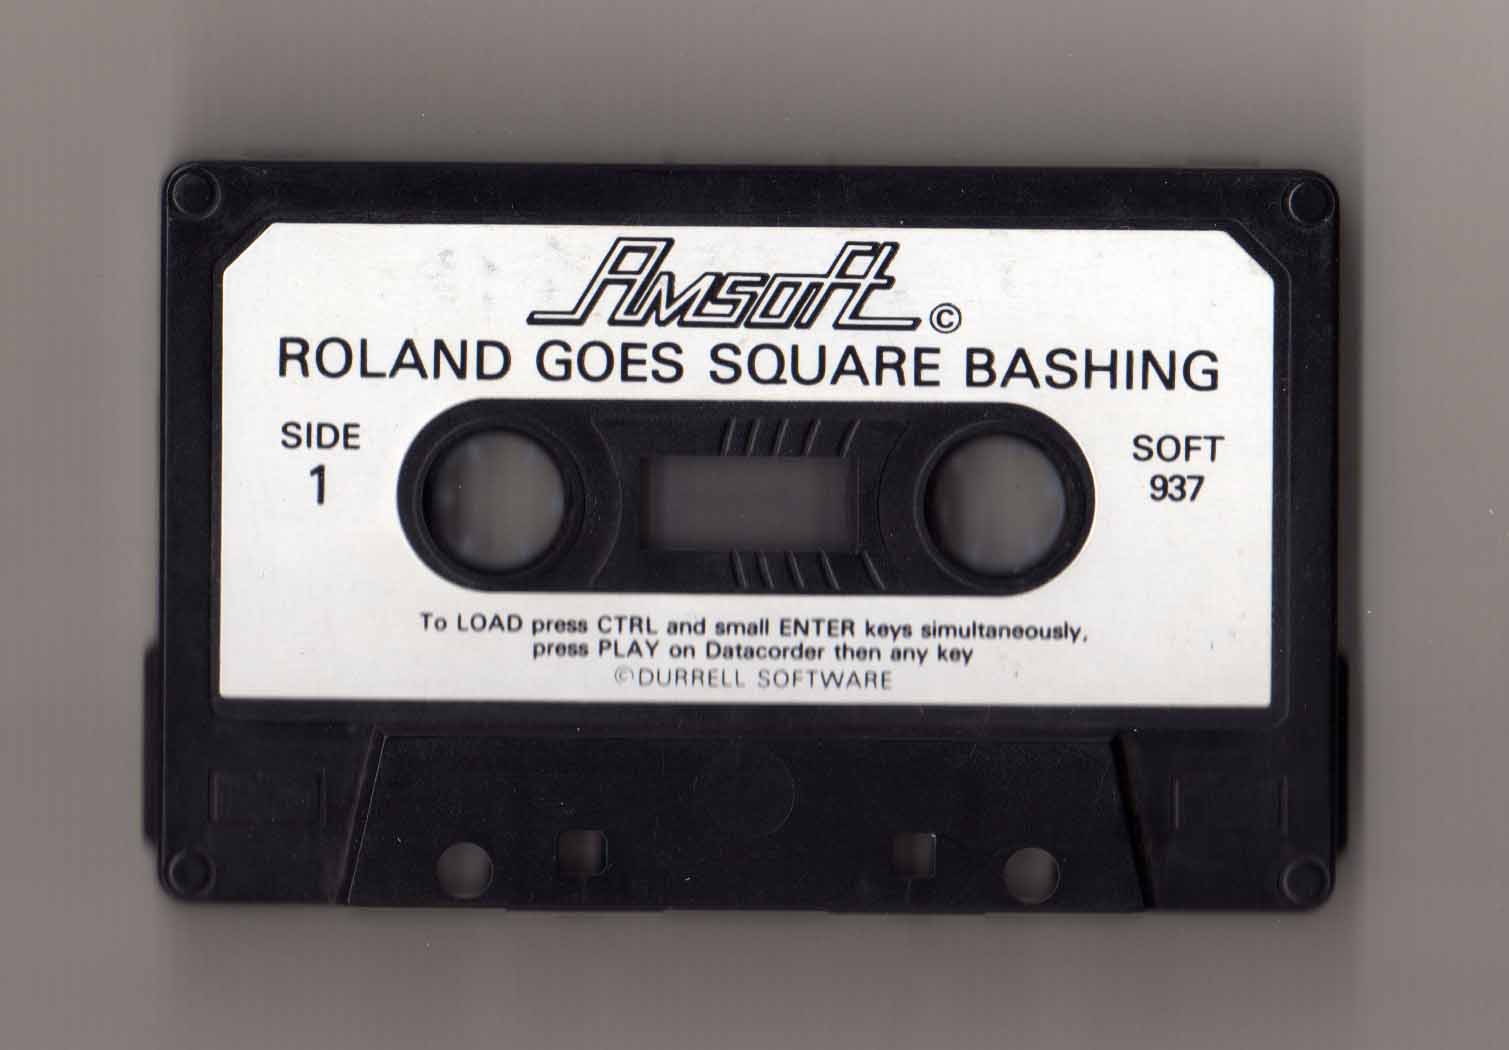 Amsoft ©
ROLAND GOES SQUARE BASHING
SIDE
1
SOFT
937
To LOAD press CTRL and small ENTER keys simultaneously,
press PLAY on Datacorder then any key
©DURRELL SOFTWARE